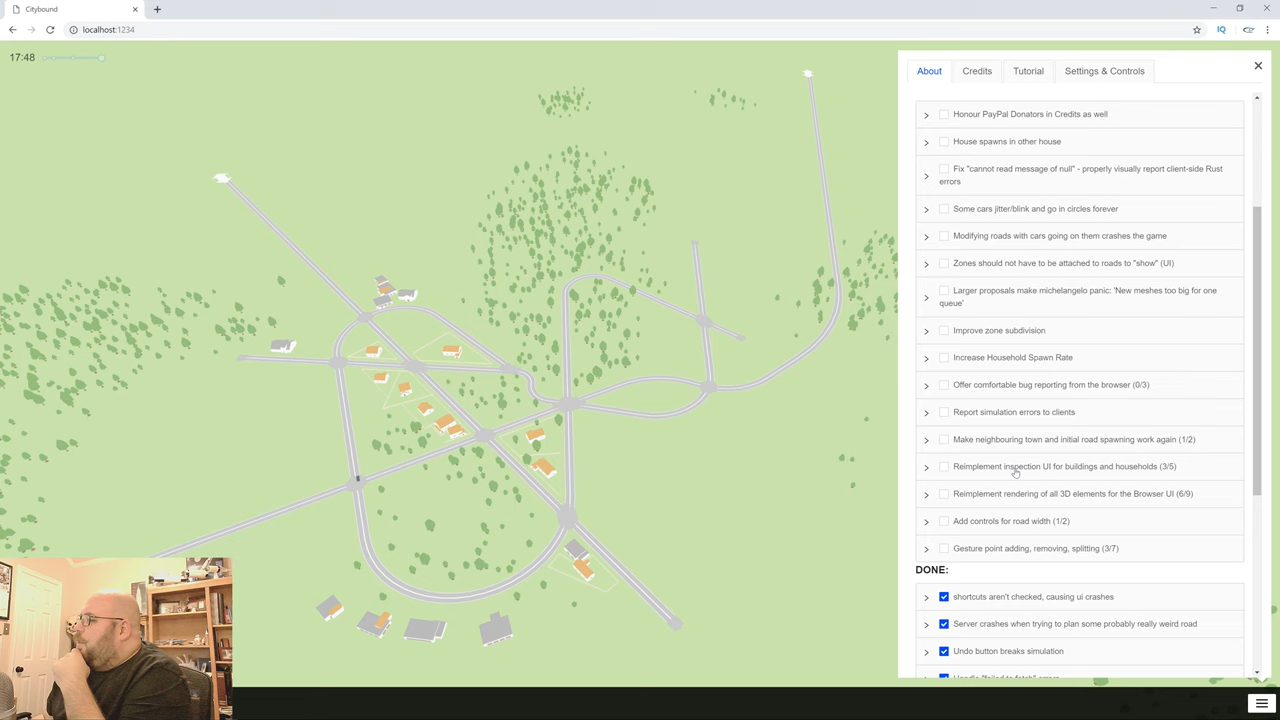 Citybound
localhost:1234
17:48
About
Credits
Tutorial
Settings & Controls
Honour PayPal Donators in Credits as well
House spawns in other house
Fix "cannot read message of null" - properly visually report client-side Rust
errors
Some cars jitter/blink and go in circles forever
Modifying roads with cars going on them crashes the game
Zones should not have to be attached to roads to "show" (UI)
Larger proposals make michelangelo panic: 'New meshes too big for one
queue'
Improve zone subdivision
Increase Household Spawn Rate
Offer comfortable bug reporting from the browser (0/3)
Report simulation errors to clients
Make neighbouring town and initial road spawning work again (1/2)
Reimplement inspection UI for buildings and households (3/5)
Reimplement rendering of all 3D elements for the Browser UI (6/9)
Add controls for road width (1/2)
Gesture point adding, removing, splitting (3/7)
DONE:
shortcuts aren't checked, causing ui crashes
Server crashes when trying to plan some probably really weird road
Undo button breaks simulation
Handle "failed to fetch" errors